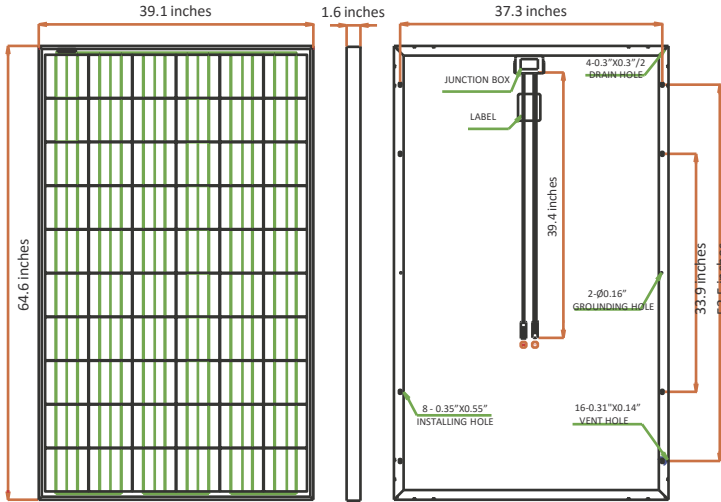 39.1 inches
1.6 inches
37.3 inches
64.6 inches
JUNCTION BOX
4-0.3”X0.3”/2
DRAIN HOLE
LABEL
39.4 inches
33.9 inches
2-Ø0.16”
GROUNDING HOLE
8 - 0.35”X0.55”
INSTALLING HOLE
16-0.31"X0.14”
VENT HOLE